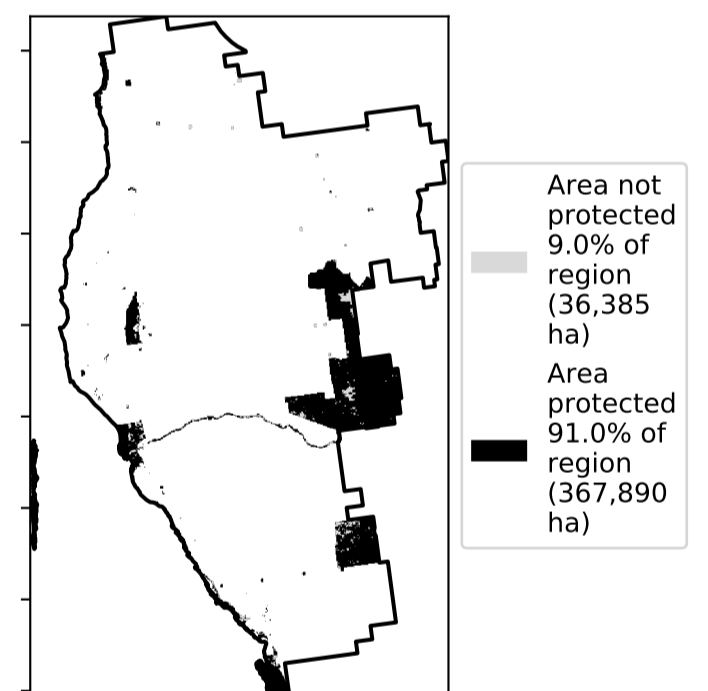 Area not
protected
9.0% of
region
(36,385
ha)
Area
protected
91.0% of
region
(367,890
ha)